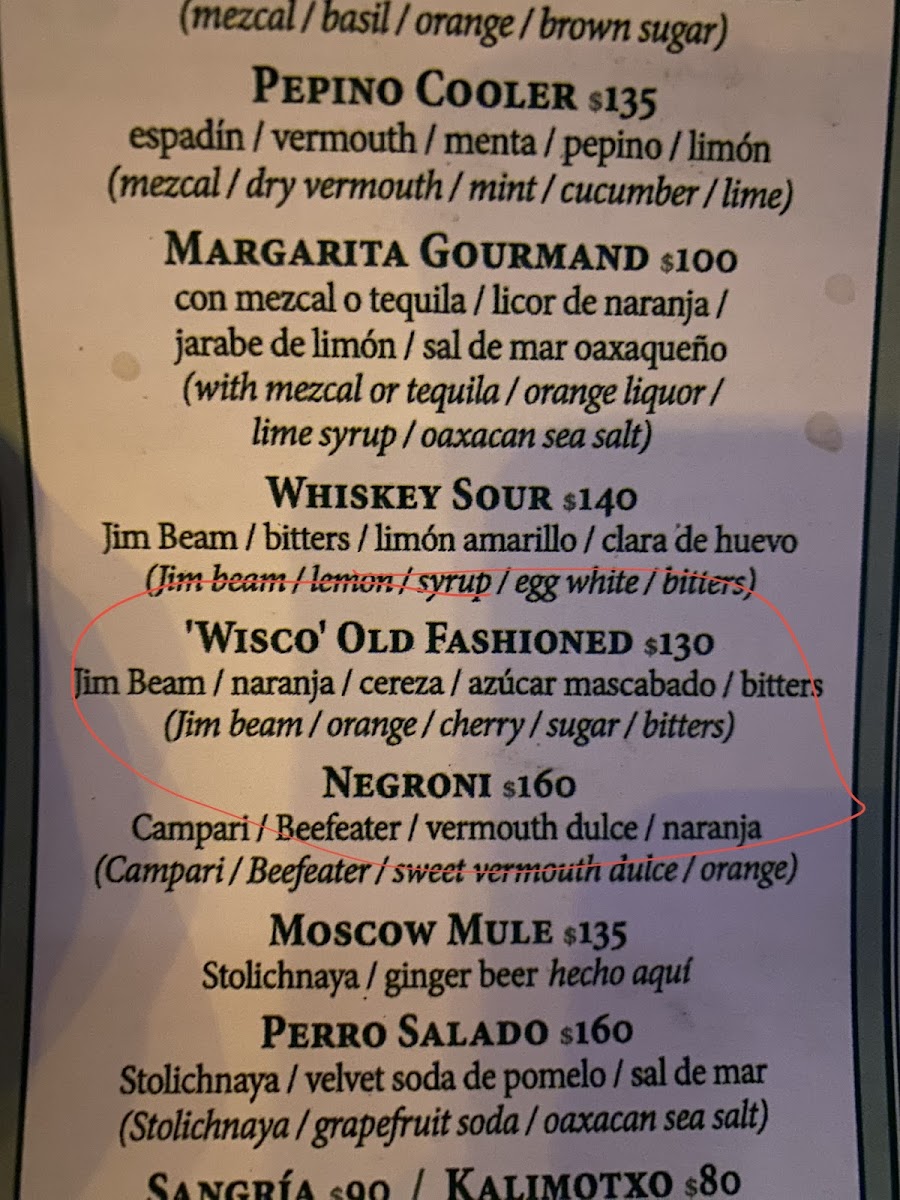 (mezcal / basil / orange / brown sugar)
PEPINO COOLER $135
espadín / vermouth / menta / pepino / limón
(mezcal / dry vermouth / mint / cucumber / lime)
MARGARITA GOURMAND $100
con mezcal o tequila / licor de naranja /
jarabe de limón / sal de mar oaxaqueño
(with mezcal or tequila / orange liquor /
lime syrup / oaxacan sea salt)
WHISKEY SOUR $140
Jim Beam / bitters / limón amarillo / clara de huevo
(Jim beam / lemon / syrup / egg white / bitters)
'WISCO' OLD FASHIONED $130
Jim Beam / naranja / cereza / azúcar mascabado / bitters
(Jim beam / orange / cherry / sugar / bitters)
NEGRONI $160
Campari / Beefeater / vermouth dulce / naranja
(Campari / Beefeater / sweet vermouth dulce / orange)
MOSCOW MULE $135
Stolichnaya / ginger beer hecho aquí
PERRO SALADO $160
Stolichnaya / velvet soda de pomelo / sal de mar
(Stolichnaya / grapefruit soda / oaxacan sea salt)
SANGRÍA $90 / KALIMOTXO $80